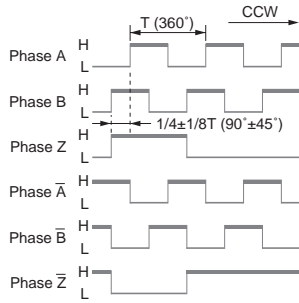 T (360˚) CCW
Phase A H L
Phase B H L
1/4±1/8T (90˚±45˚)
Phase Z H L
Phase A̅ H L
Phase B̅ H L
Phase Z̅ H L